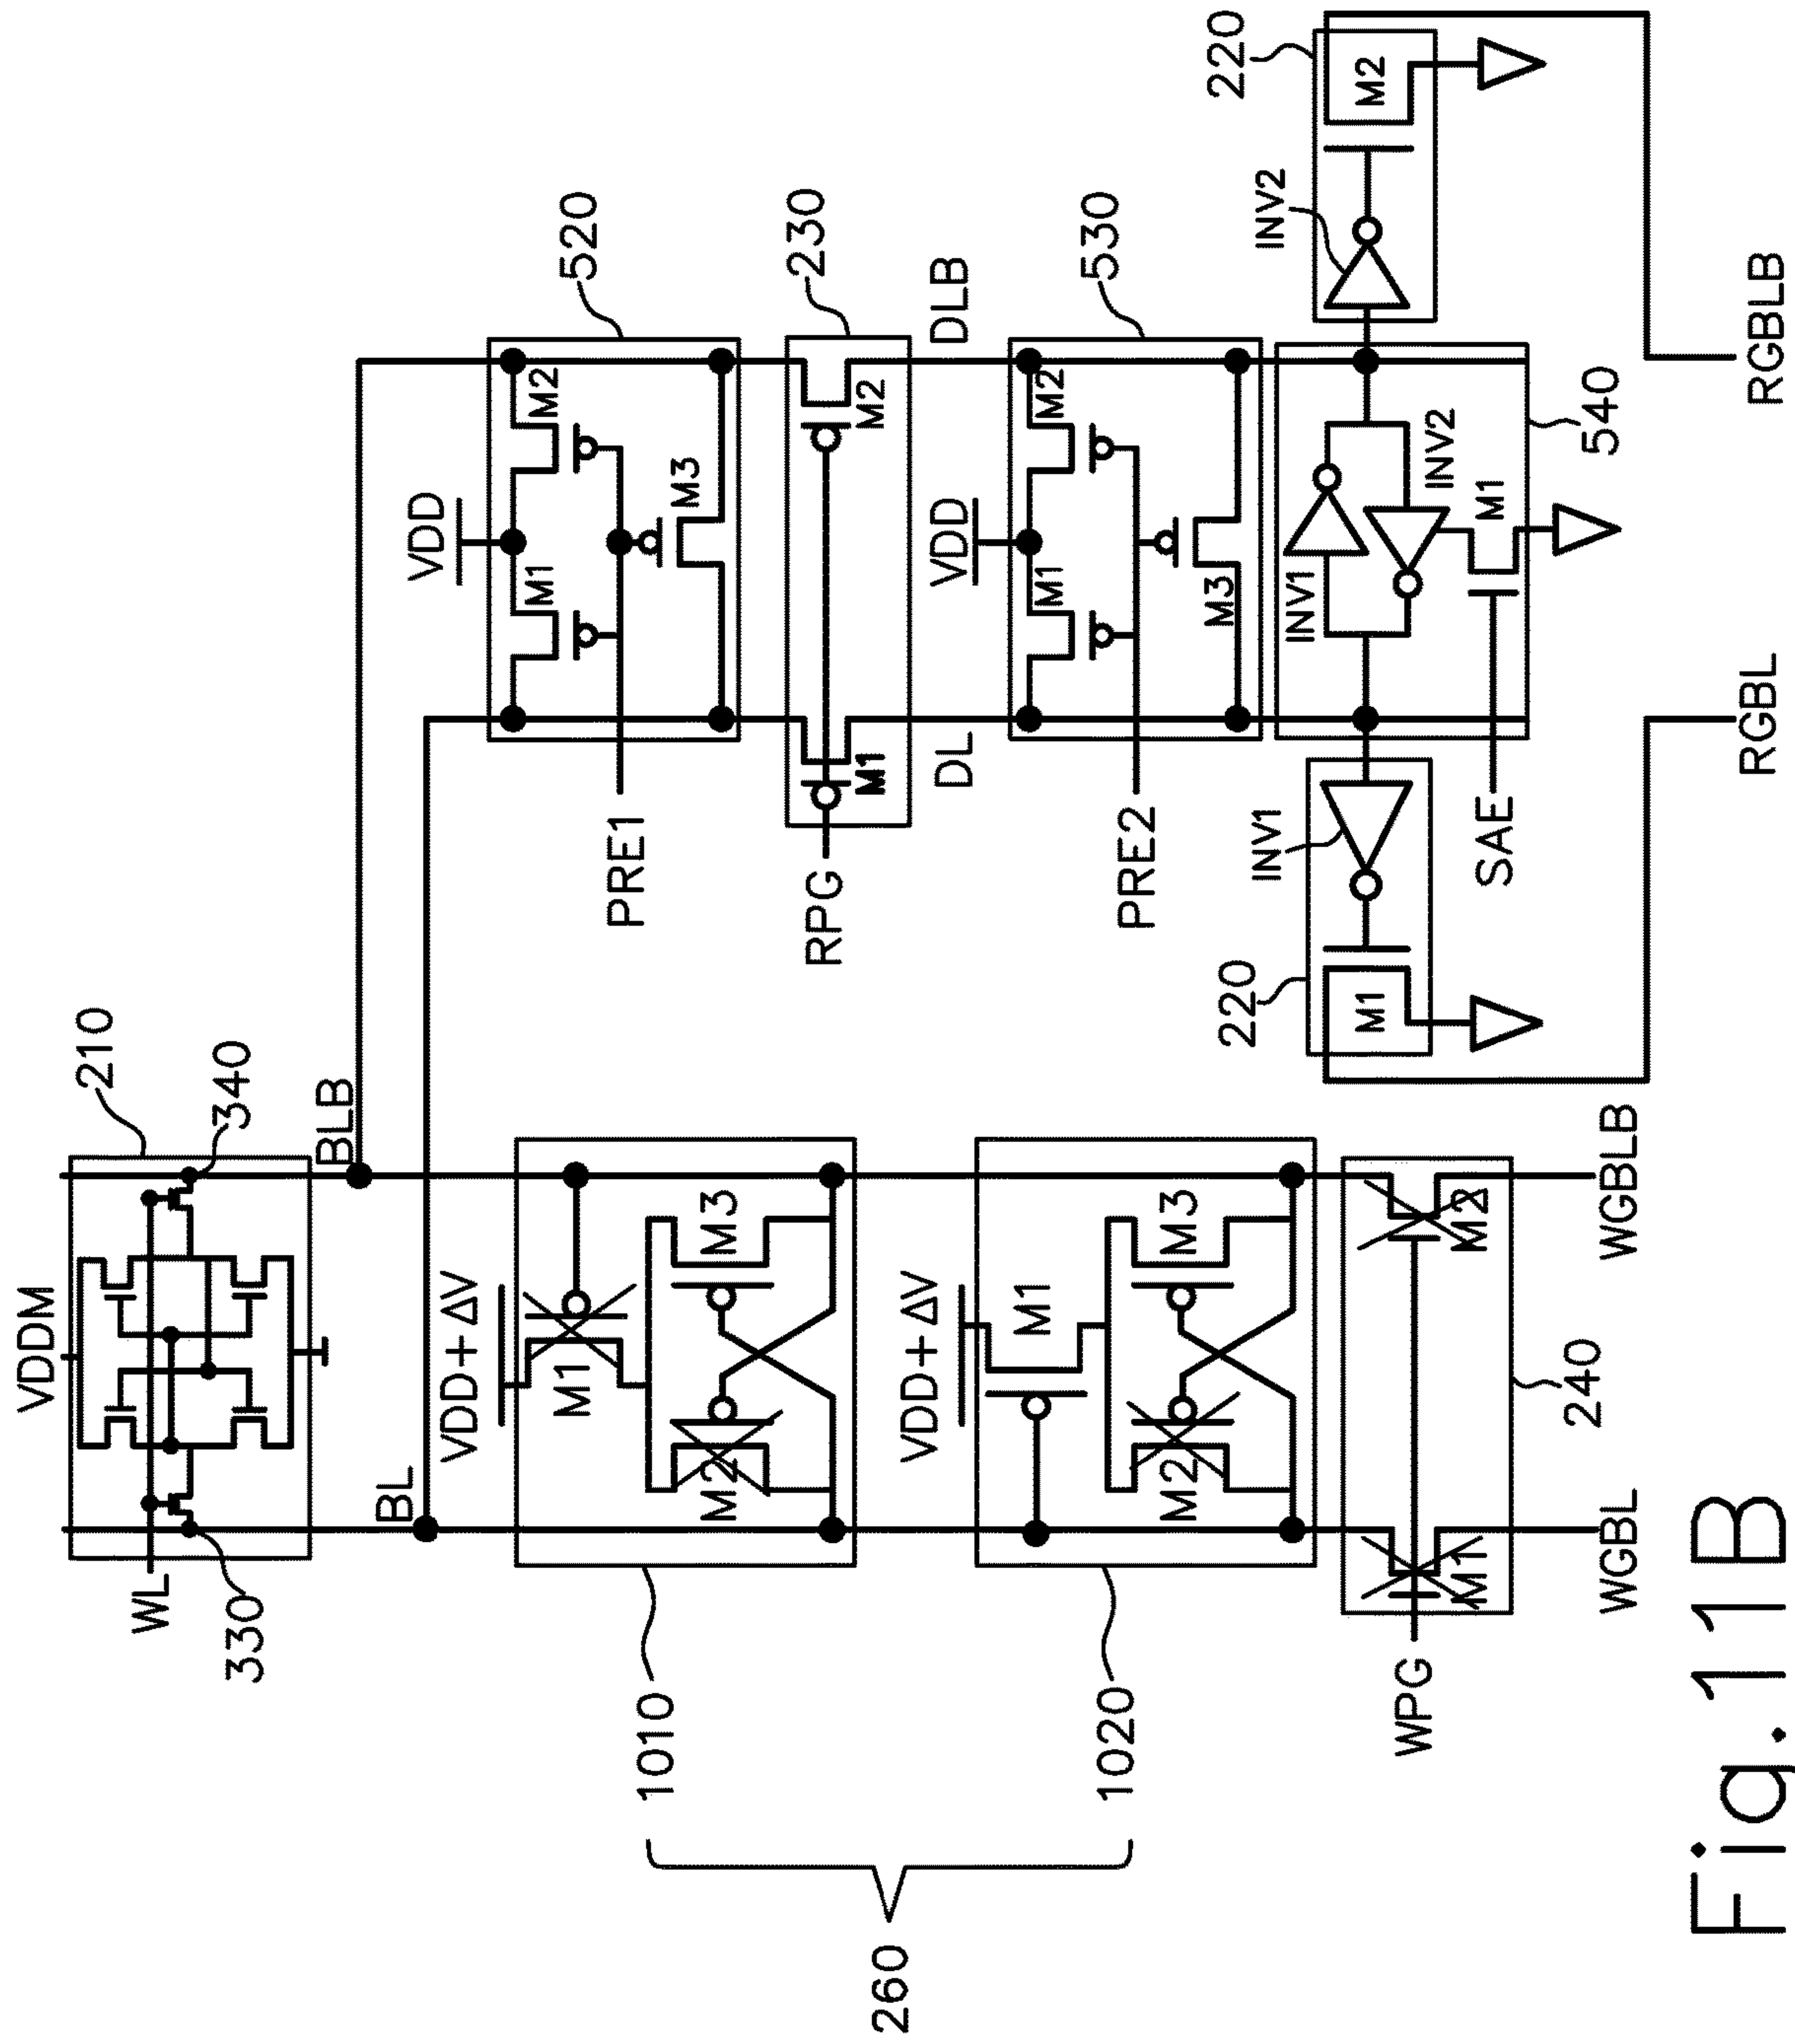 210
VDDM
340
WL
330
BLB
BL
VDD+ΔV
M1
M3
M2
1010
VDD+ΔV
M1
M3
M2
1020
260
M2
M1
WPG
240
WGBLB
WGBL
520
VDD
M2
M1
M3
PRE1
230
M2
M1
RPG
DLB
DL
530
VDD
M2
M1
M3
PRE2
INV1
INV2
M1
SAE
540
220
INV2
M2
220
INV1
M1
RGBLB
RGBL
Fig. 11B